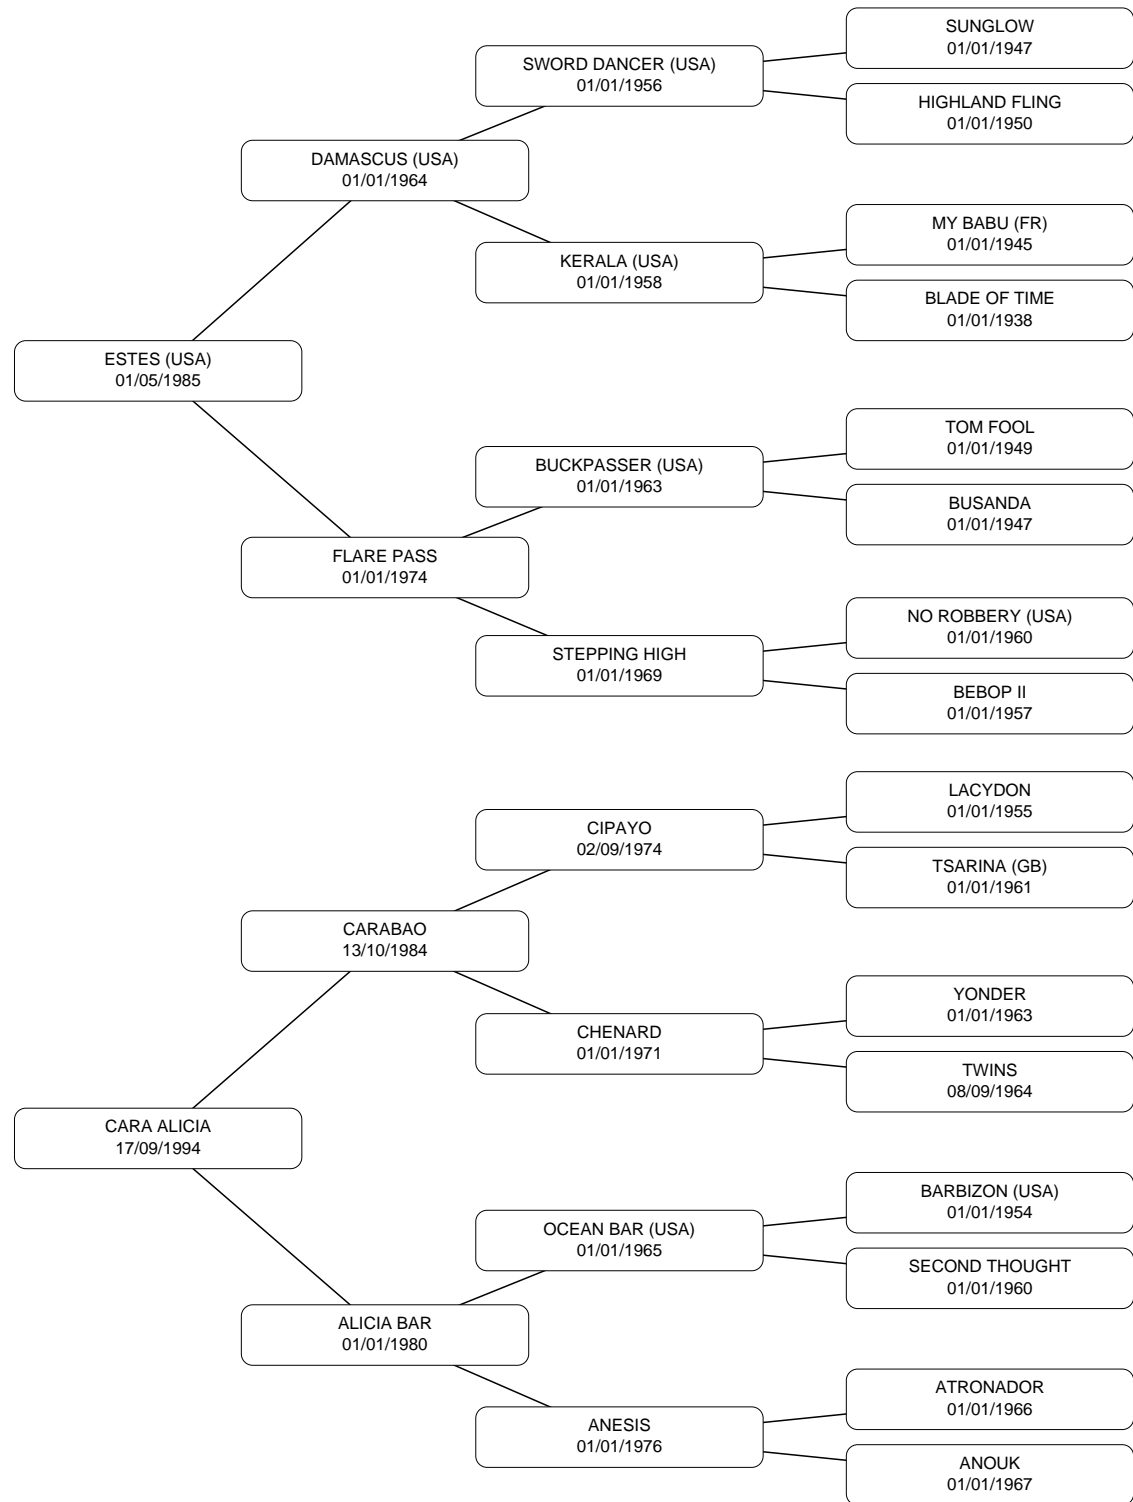 SUNGLOW
01/01/1947
SWORD DANCER (USA)
01/01/1956
HIGHLAND FLING
01/01/1950
DAMASCUS (USA)
01/01/1964
MY BABU (FR)
01/01/1945
KERALA (USA)
01/01/1958
BLADE OF TIME
01/01/1938
ESTES (USA)
01/05/1985
TOM FOOL
01/01/1949
BUCKPASSER (USA)
01/01/1963
BUSANDA
01/01/1947
FLARE PASS
01/01/1974
NO ROBBERY (USA)
01/01/1960
STEPPING HIGH
01/01/1969
BEBOP II
01/01/1957
LACYDON
01/01/1955
CIPAYO
02/09/1974
TSARINA (GB)
01/01/1961
CARABAO
13/10/1984
YONDER
01/01/1963
CHENARD
01/01/1971
TWINS
08/09/1964
CARA ALICIA
17/09/1994
BARBIZON (USA)
01/01/1954
OCEAN BAR (USA)
01/01/1965
SECOND THOUGHT
01/01/1960
ALICIA BAR
01/01/1980
ATRONADOR
01/01/1966
ANESIS
01/01/1976
ANOUK
01/01/1967